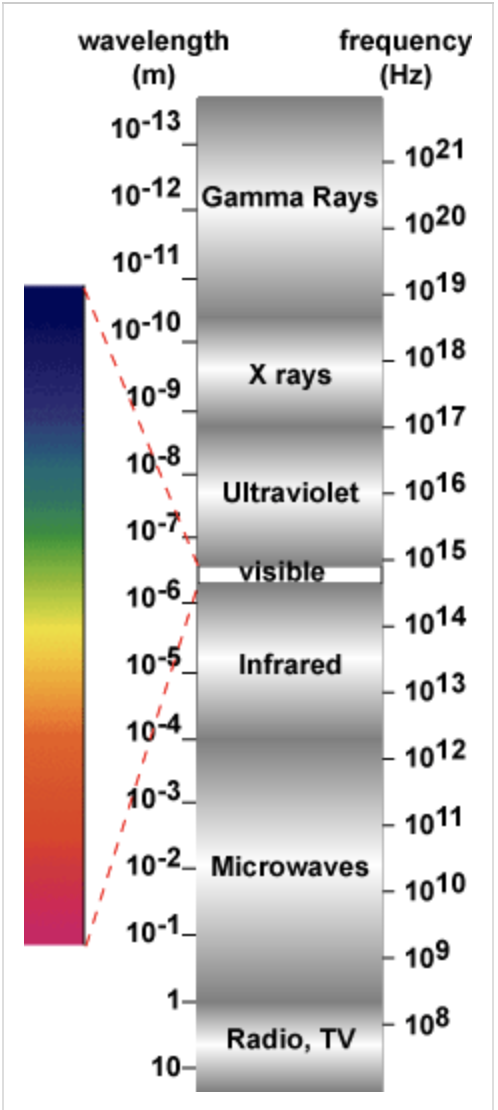 wavelength
(m)
frequency
(Hz)
10-13
10-12
10-11
10-10
10-9
10-8
10-7
10-6
10-5
10-4
10-3
10-2
10-1
1
10
Gamma Rays
X rays
Ultraviolet
visible
Infrared
Microwaves
Radio, TV
1021
1020
1019
1018
1017
1016
1015
1014
1013
1012
1011
1010
109
108